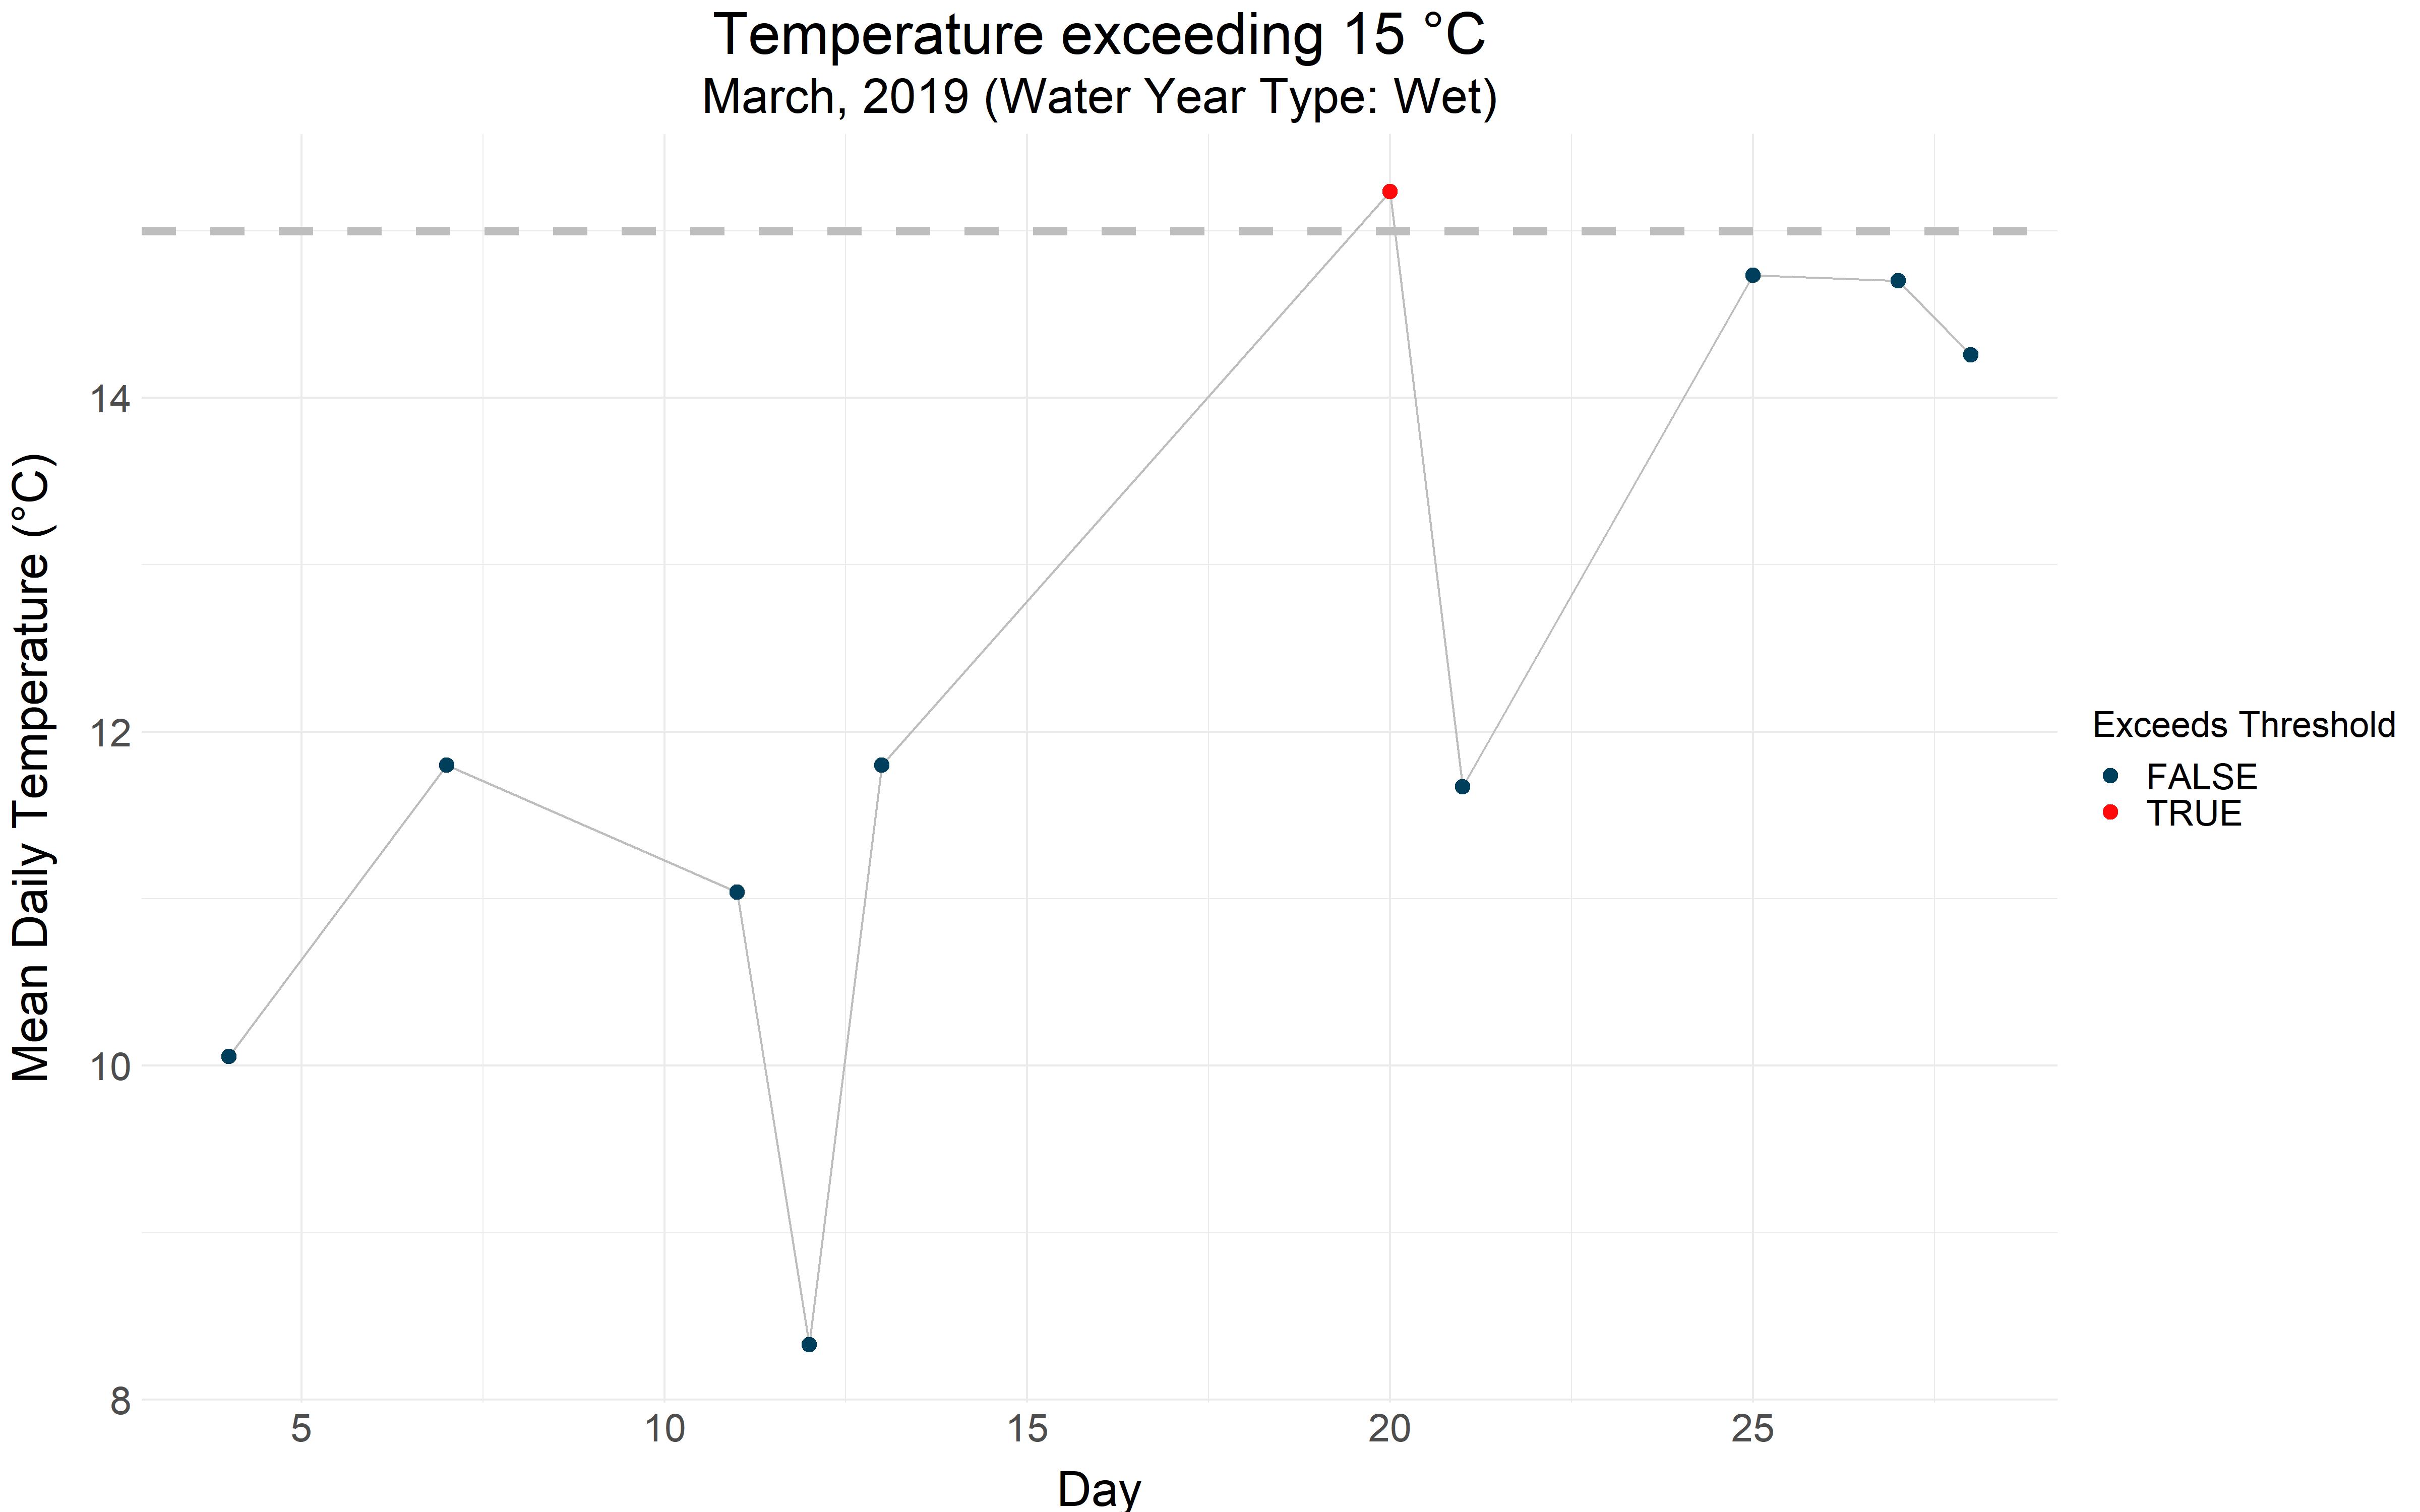 Temperature exceeding 15 °C
March, 2019 (Water Year Type: Wet)
Mean Daily Temperature (°C)
14
12
10
8
5 10 15 20 25
Day
Exceeds Threshold
FALSE
TRUE